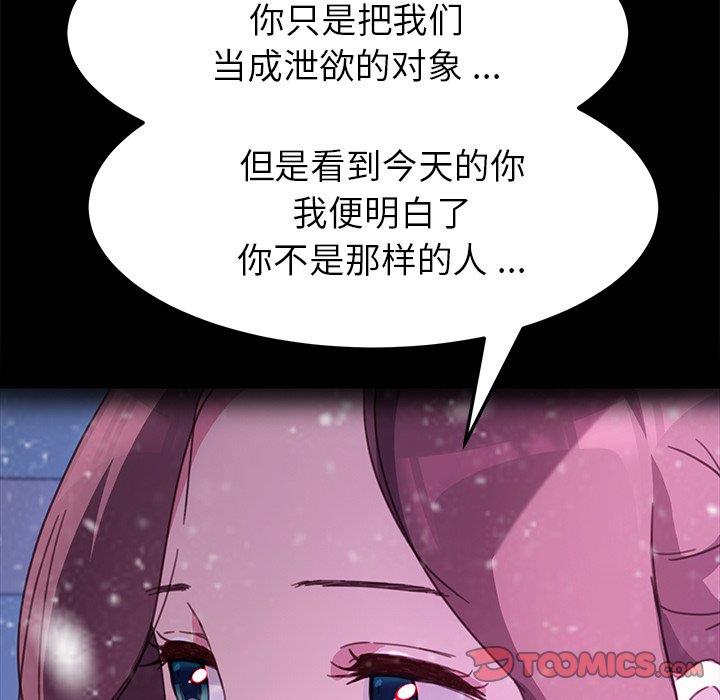 你只是把我们
当成泄欲的对象 ...
但是看到今天的你
我便明白了
你不是那样的人 ...
TOOMICS.COM